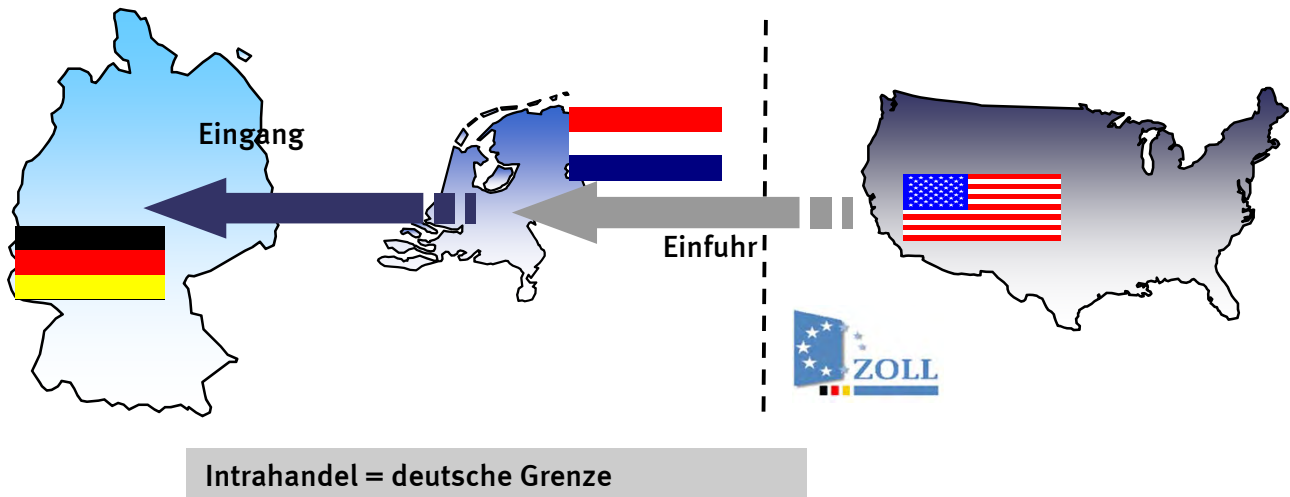 Eingang
Einfuhr
ZOLL
Intrahandel = deutsche Grenze